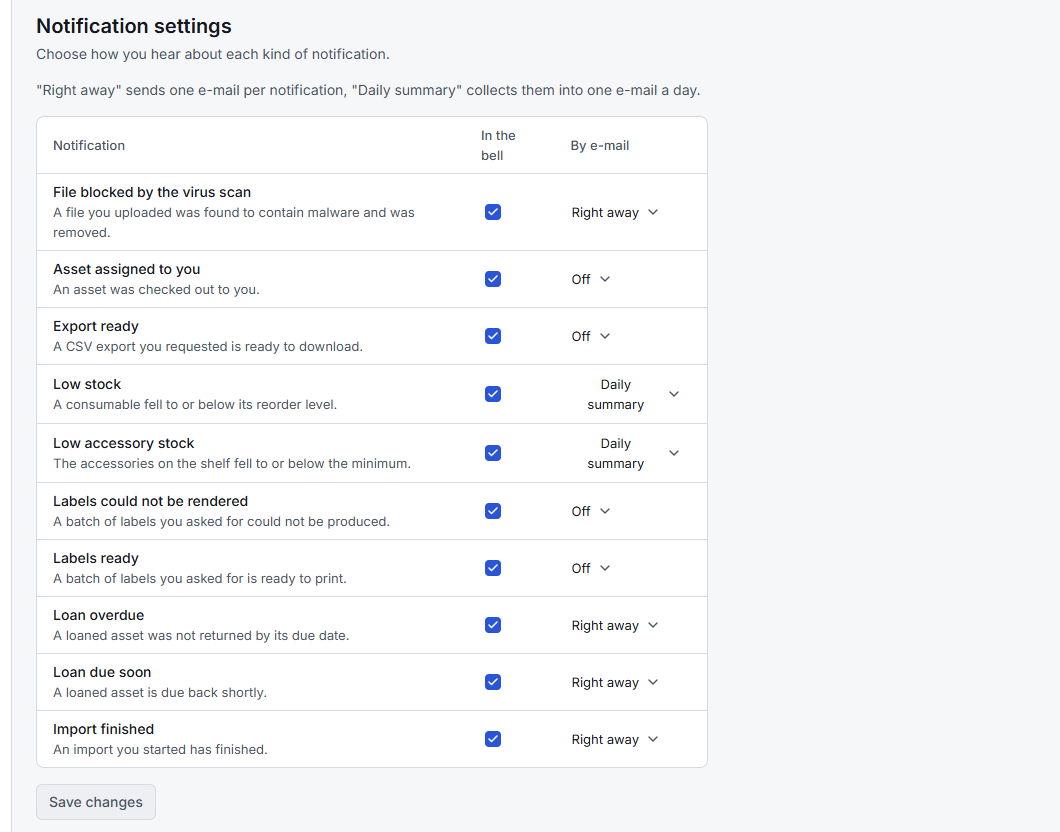 Notification settings
Choose how you hear about each kind of notification.
"Right away" sends one e-mail per notification, "Daily summary" collects them into one e-mail a day.
Notification
In the
bell
By e-mail
File blocked by the virus scan
A file you uploaded was found to contain malware and was
removed.
Right away
Asset assigned to you
An asset was checked out to you.
Off
Export ready
A CSV export you requested is ready to download.
Off
Low stock
A consumable fell to or below its reorder level.
Daily
summary
Low accessory stock
The accessories on the shelf fell to or below the minimum.
Daily
summary
Labels could not be rendered
A batch of labels you asked for could not be produced.
Off
Labels ready
A batch of labels you asked for is ready to print.
Off
Loan overdue
A loaned asset was not returned by its due date.
Right away
Loan due soon
A loaned asset is due back shortly.
Right away
Import finished
An import you started has finished.
Right away
Save changes